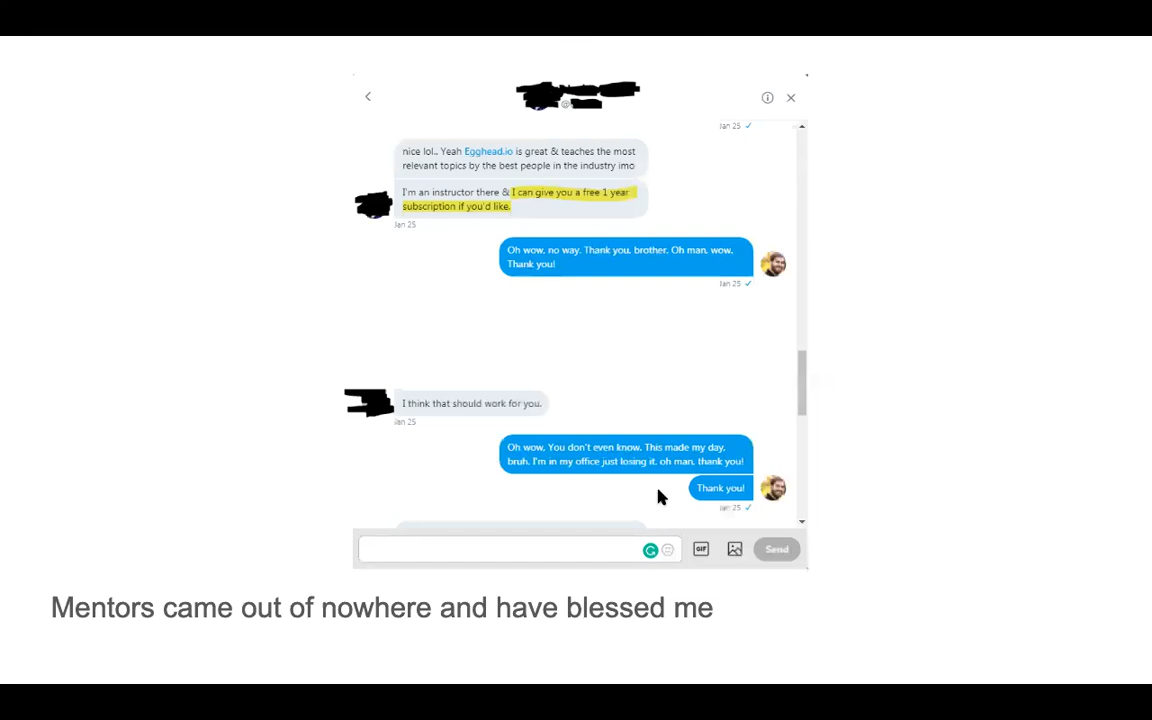 @
Jan 25 ✓
nice lol.. Yeah Egghead.io is great & teaches the most
relevant topics by the best people in the industry imo
I'm an instructor there & I can give you a free 1 year
subscription if you'd like.
Jan 25
Oh wow, no way. Thank you, brother. Oh man, wow.
Thank you!
Jan 25 ✓
I think that should work for you.
Jan 25
Oh wow, You don't even know. This made my day,
bruh. I'm in my office just losing it, oh man, thank you!
Thank you!
Jan 25 ✓
GIF
Send
Mentors came out of nowhere and have blessed me